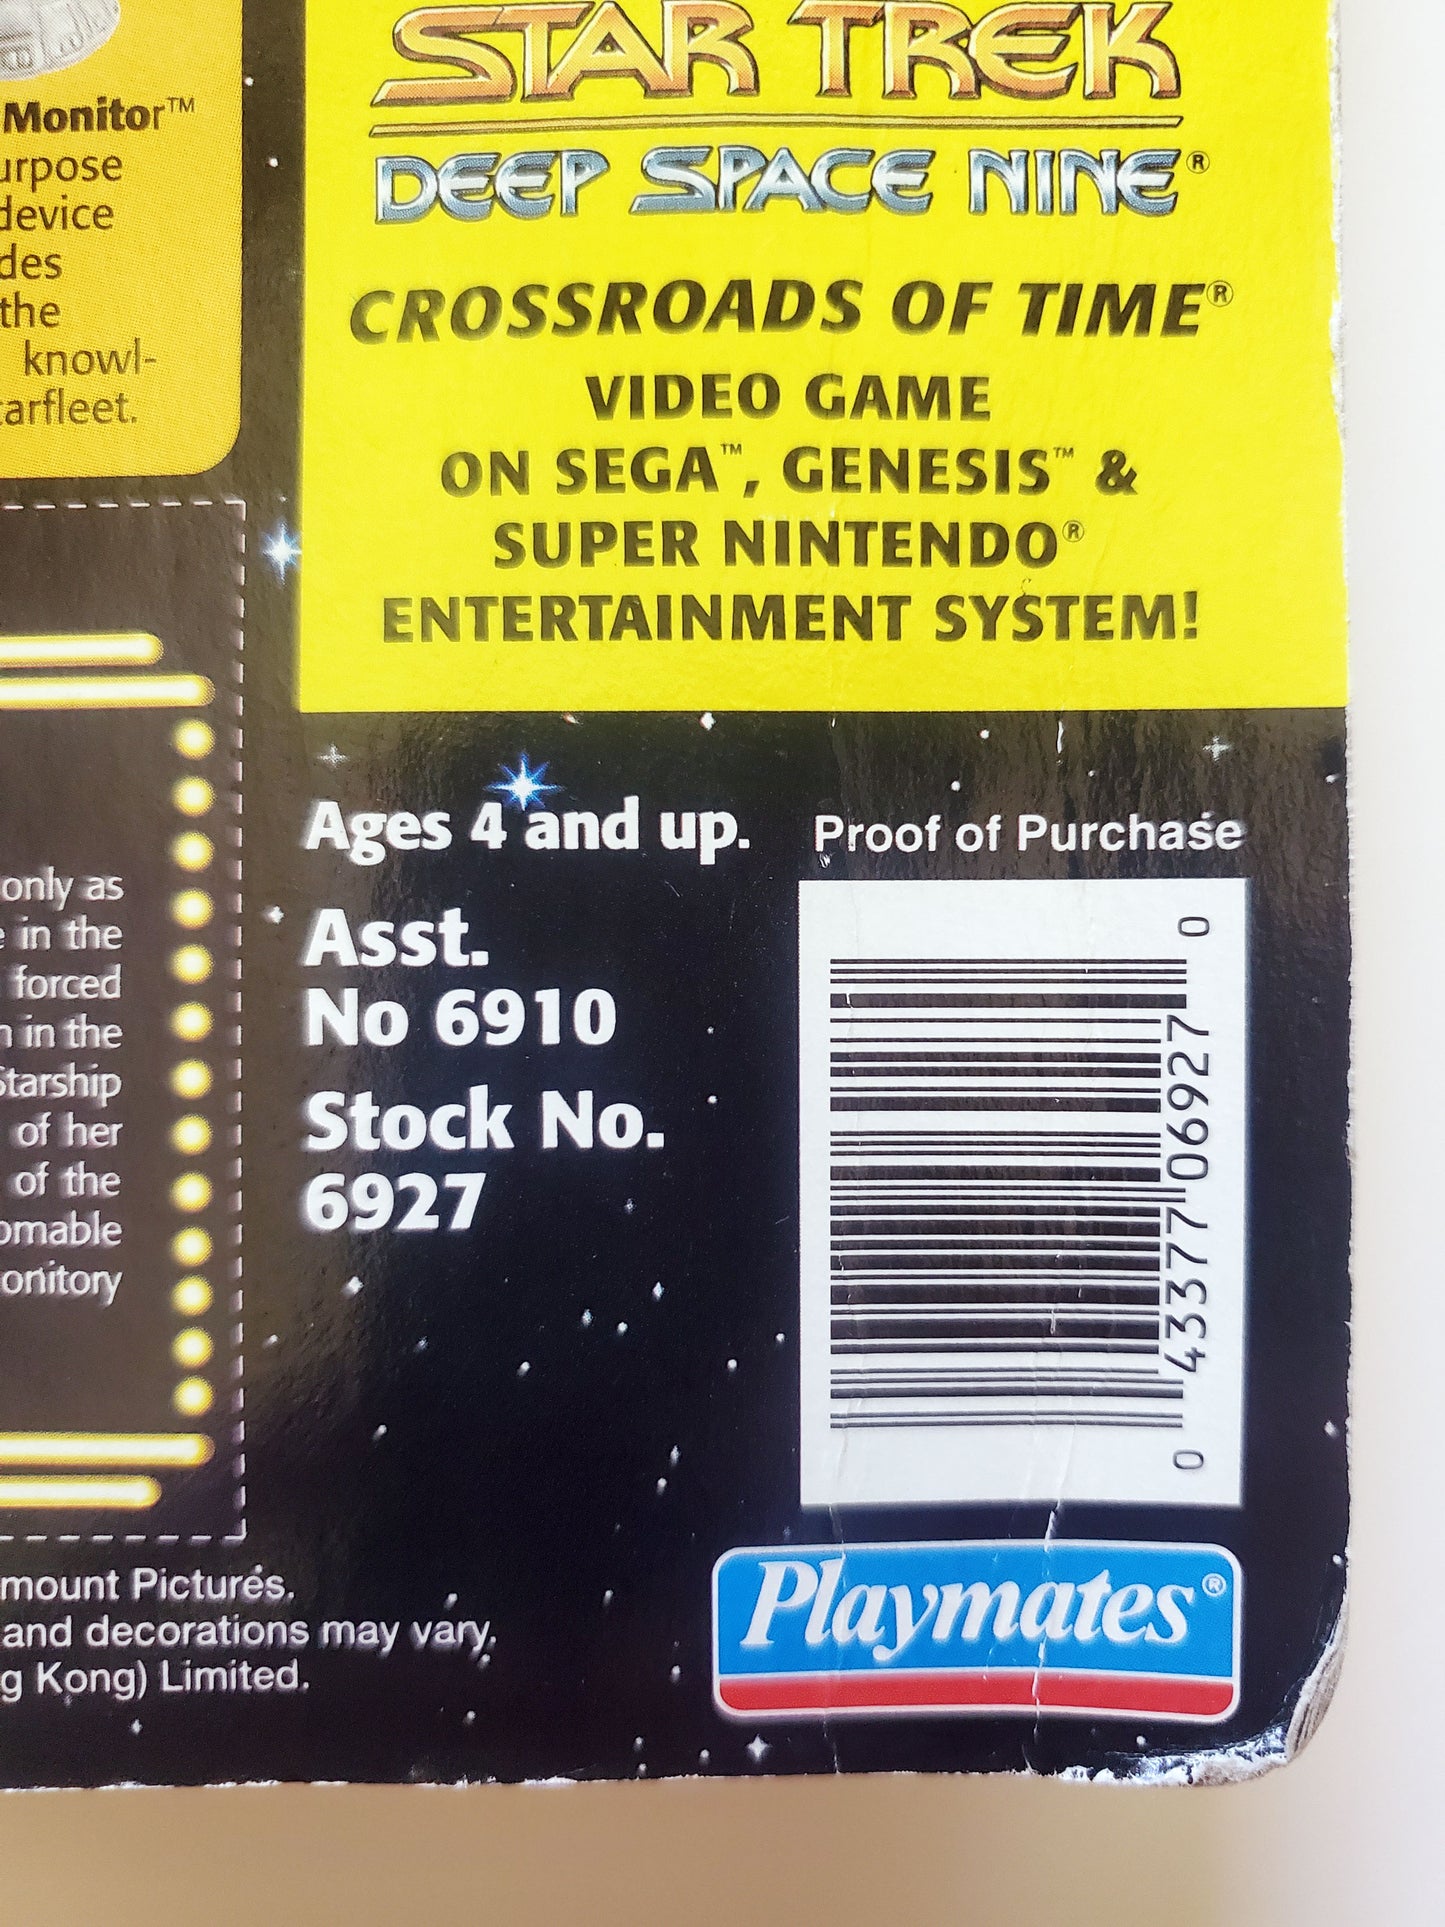 Monitor™
urpose
device
des
the
knowl-
arfleet.
STAR TREK
DEEP SPACE NINE®
CROSSROADS OF TIME®
VIDEO GAME
ON SEGA™, GENESIS™ &
SUPER NINTENDO®
ENTERTAINMENT SYSTEM!
only as
in the
forced
in the
Starship
of her
of the
omable
onitory
Ages 4 and up.
Asst.
No 6910
Stock No.
6927
Proof of Purchase
0 43377 06927 0
Playmates®
mount Pictures.
and decorations may vary.
g Kong) Limited.